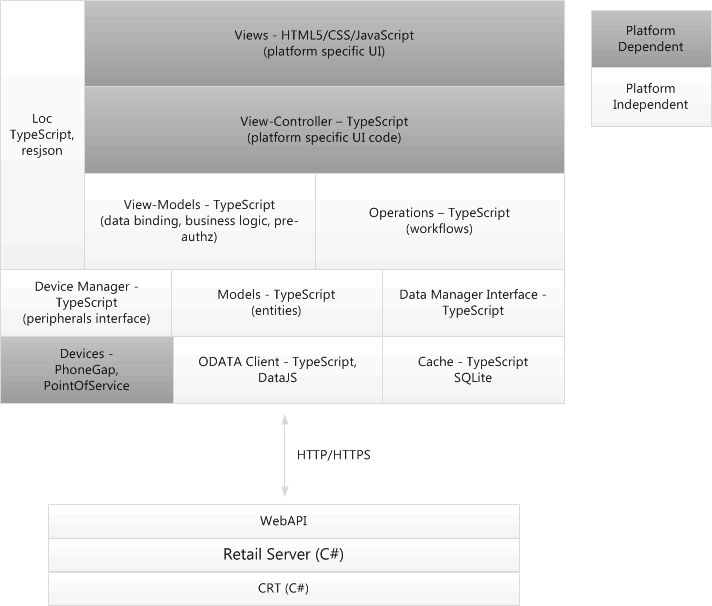 Views - HTML5/CSS/JavaScript
(platform specific UI)
Platform
Dependent
Platform
Independent
Loc
TypeScript,
resjson
View-Controller – TypeScript
(platform specific UI code)
View-Models - TypeScript
(data binding, business logic, pre-
authz)
Operations – TypeScript
(workflows)
Device Manager -
TypeScript
(peripherals interface)
Models - TypeScript
(entities)
Data Manager Interface -
TypeScript
Devices -
PhoneGap,
PointOfService
ODATA Client - TypeScript,
DataJS
Cache - TypeScript
SQLite
HTTP/HTTPS
WebAPI
Retail Server (C#)
CRT (C#)